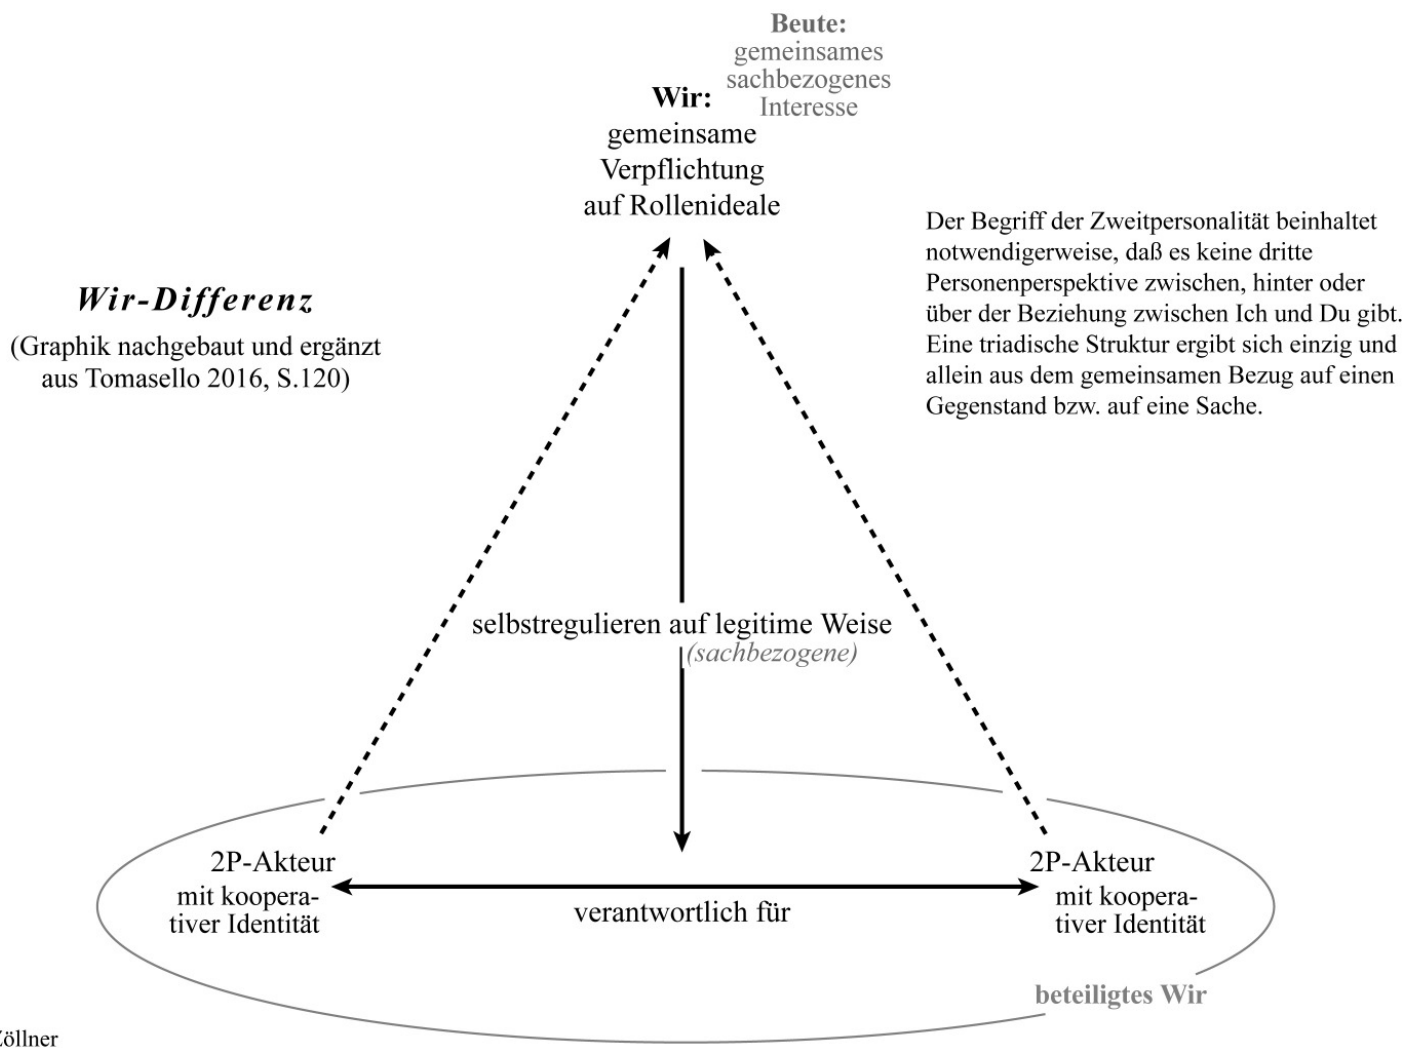 Beute:
gemeinsames
sachbezogenes
Interesse
Wir:
gemeinsame
Verpflichtung
auf Rollenideale
Wir-Differenz
(Graphik nachgebaut und ergänzt
aus Tomasello 2016, S.120)
Der Begriff der Zweitpersonalität beinhaltet
notwendigerweise, daß es keine dritte
Personenperspektive zwischen, hinter oder
über der Beziehung zwischen Ich und Du gibt.
Eine triadische Struktur ergibt sich einzig und
allein aus dem gemeinsamen Bezug auf einen
Gegenstand bzw. auf eine Sache.
selbstregulieren auf legitime Weise
(sachbezogene)
2P-Akteur
mit koopera-
tiver Identität
verantwortlich für
2P-Akteur
mit koopera-
tiver Identität
beteiligtes Wir
Zöllner